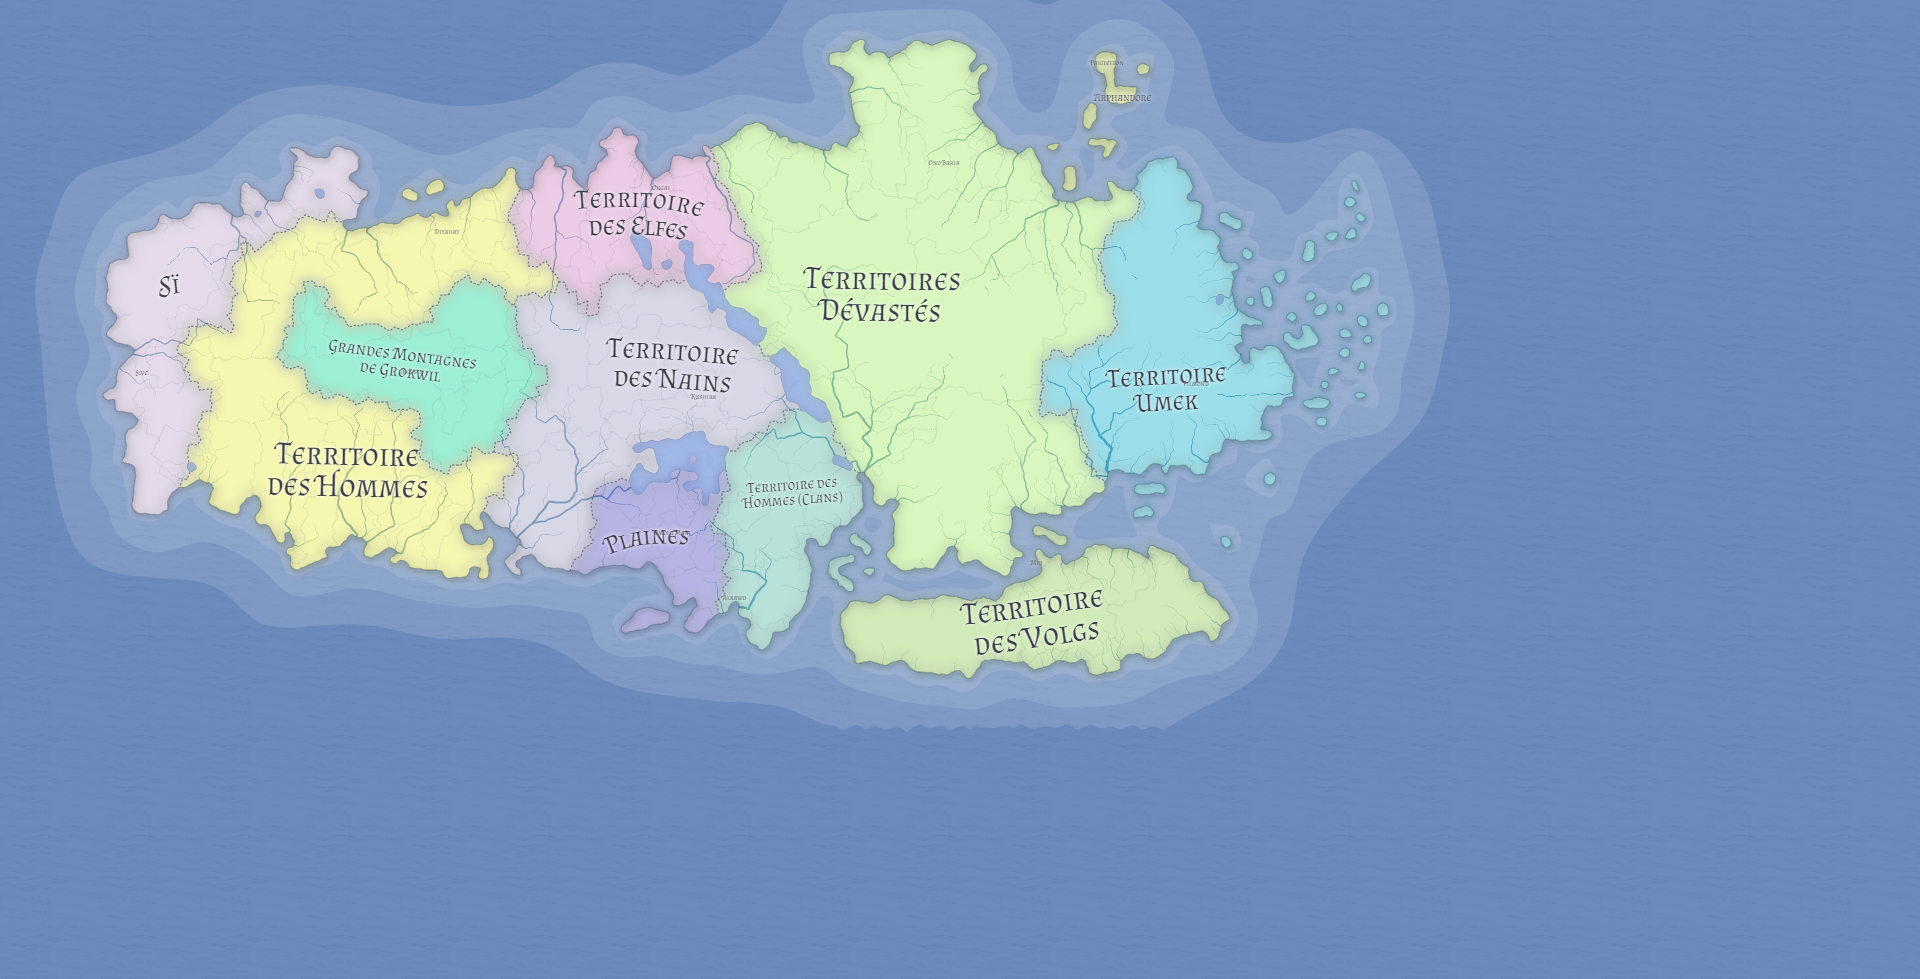 Arphandore
Oxobaria
Territoire
des Elfes
Sï
Territoires
Dévastés
Grandes Montagnes
de Grokwil
Territoire
des Nains
Territoire
Umek
Territoire
des Hommes
Territoire des
Hommes (Clans)
Plaines
Territoire
des Volgs